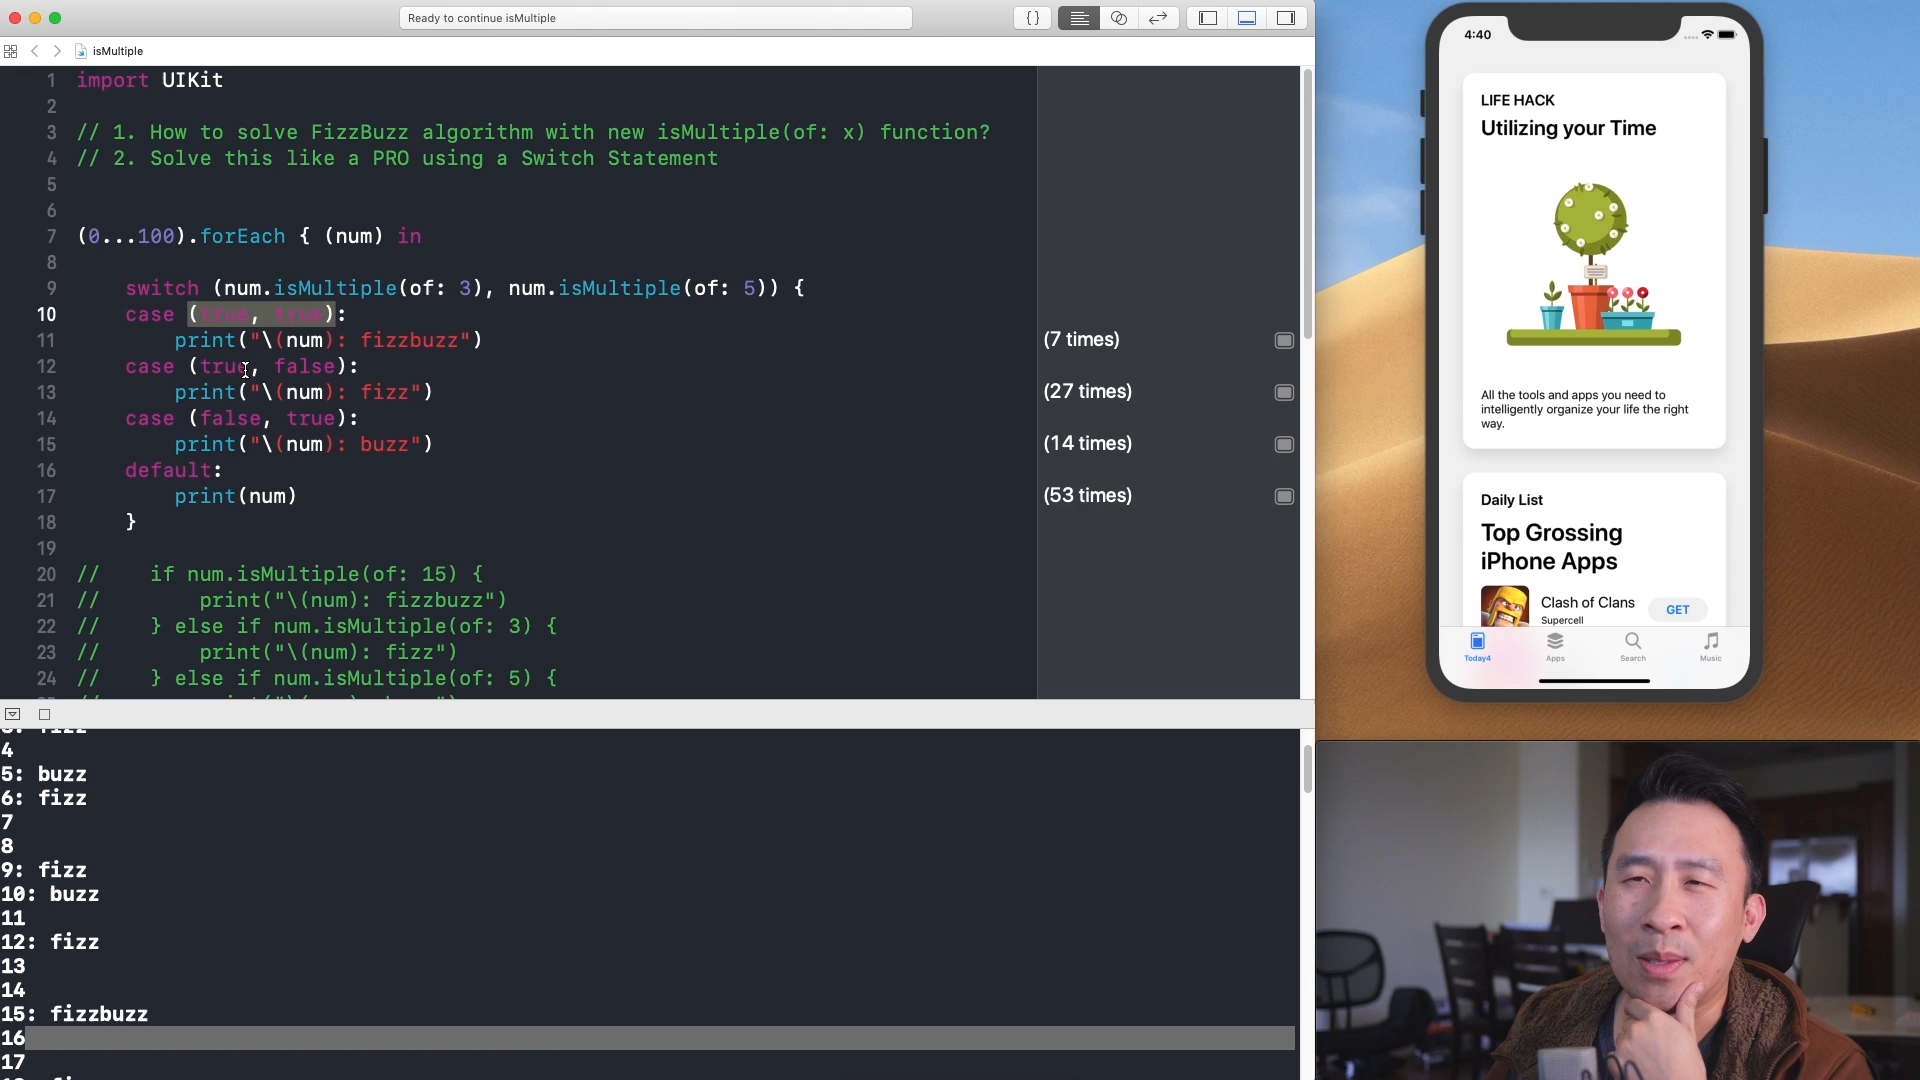 Ready to continue isMultiple
{}
isMultiple
1 import UIKit
2
3 // 1. How to solve FizzBuzz algorithm with new isMultiple(of: x) function?
4 // 2. Solve this like a PRO using a Switch Statement
5
6
7 (0...100).forEach { (num) in
8
9 switch (num.isMultiple(of: 3), num.isMultiple(of: 5)) {
10 case (true, true):
11 print("\(num): fizzbuzz") (7 times)
12 case (true, false):
13 print("\(num): fizz") (27 times)
14 case (false, true):
15 print("\(num): buzz") (14 times)
16 default:
17 print(num) (53 times)
18 }
19
20 // if num.isMultiple(of: 15) {
21 // print("\(num): fizzbuzz")
22 // } else if num.isMultiple(of: 3) {
23 // print("\(num): fizz")
24 // } else if num.isMultiple(of: 5) {
4
5: buzz
6: fizz
7
8
9: fizz
10: buzz
11
12: fizz
13
14
15: fizzbuzz
16
17
4:40
LIFE HACK
Utilizing your Time
All the tools and apps you need to
intelligently organize your life the right
way.
Daily List
Top Grossing
iPhone Apps
Clash of Clans
Supercell
GET
Today4 Apps Search Music